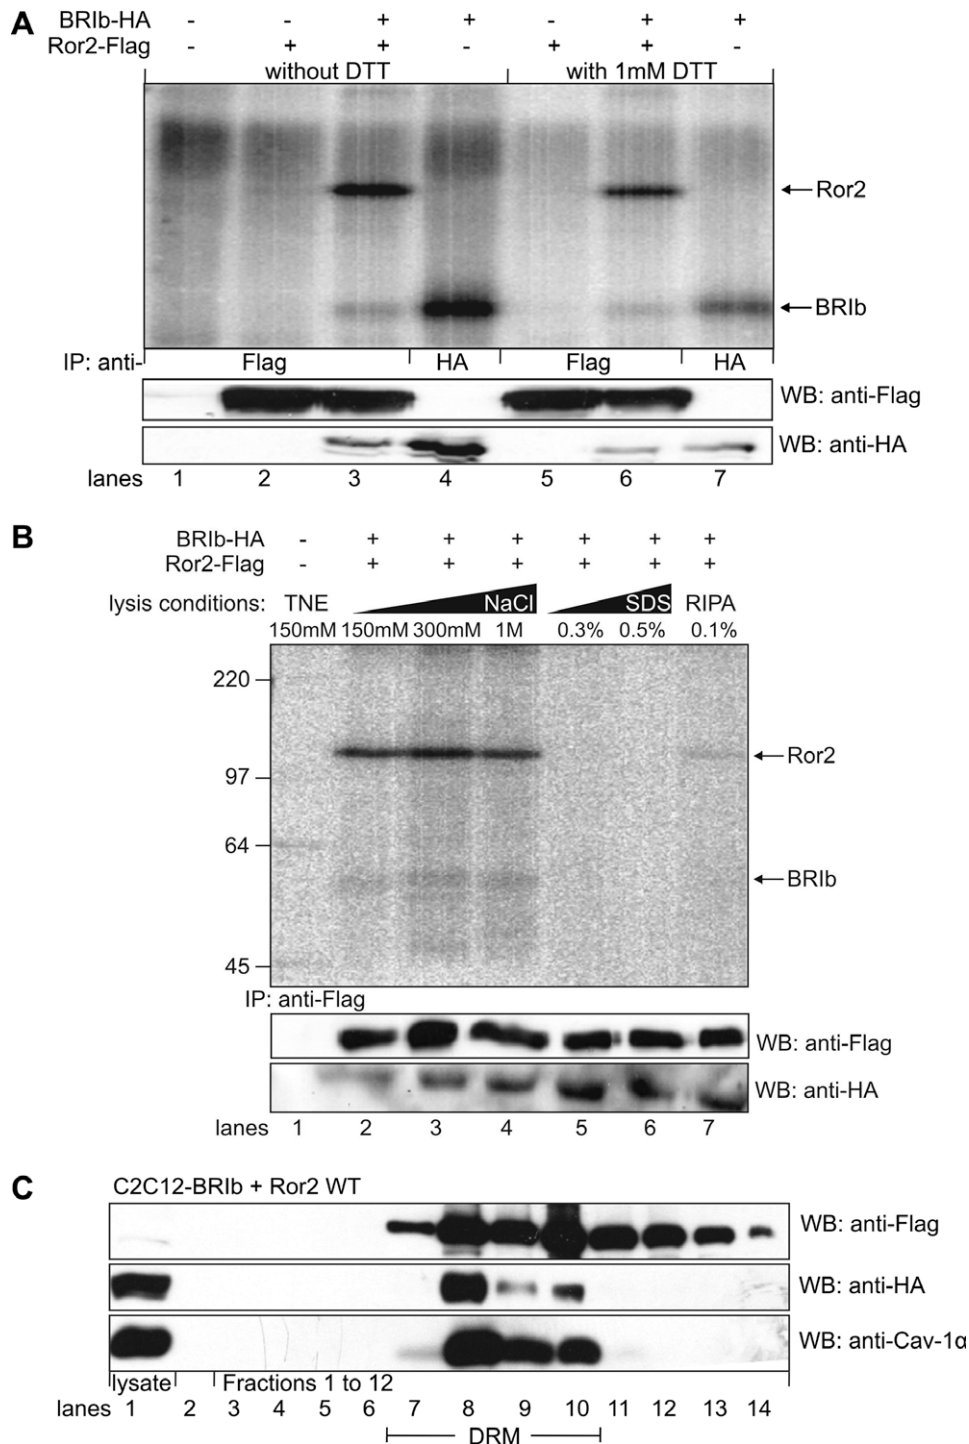 A
BRIb-HA - - + + - + +
Ror2-Flag - + + - + + -
without DTT with 1mM DTT
Ror2
BRIb
IP: anti- Flag HA Flag HA
WB: anti-Flag
WB: anti-HA
lanes 1 2 3 4 5 6 7
B
BRIb-HA - + + + + + +
Ror2-Flag - + + + + + +
lysis conditions: TNE NaCl SDS RIPA
150mM 150mM 300mM 1M 0.3% 0.5% 0.1%
220
Ror2
97
64
BRIb
45
IP: anti-Flag
WB: anti-Flag
WB: anti-HA
lanes 1 2 3 4 5 6 7
C
C2C12-BRIb + Ror2 WT
WB: anti-Flag
WB: anti-HA
WB: anti-Cav-1α
lysate Fractions 1 to 12
lanes 1 2 3 4 5 6 7 8 9 10 11 12 13 14
DRM